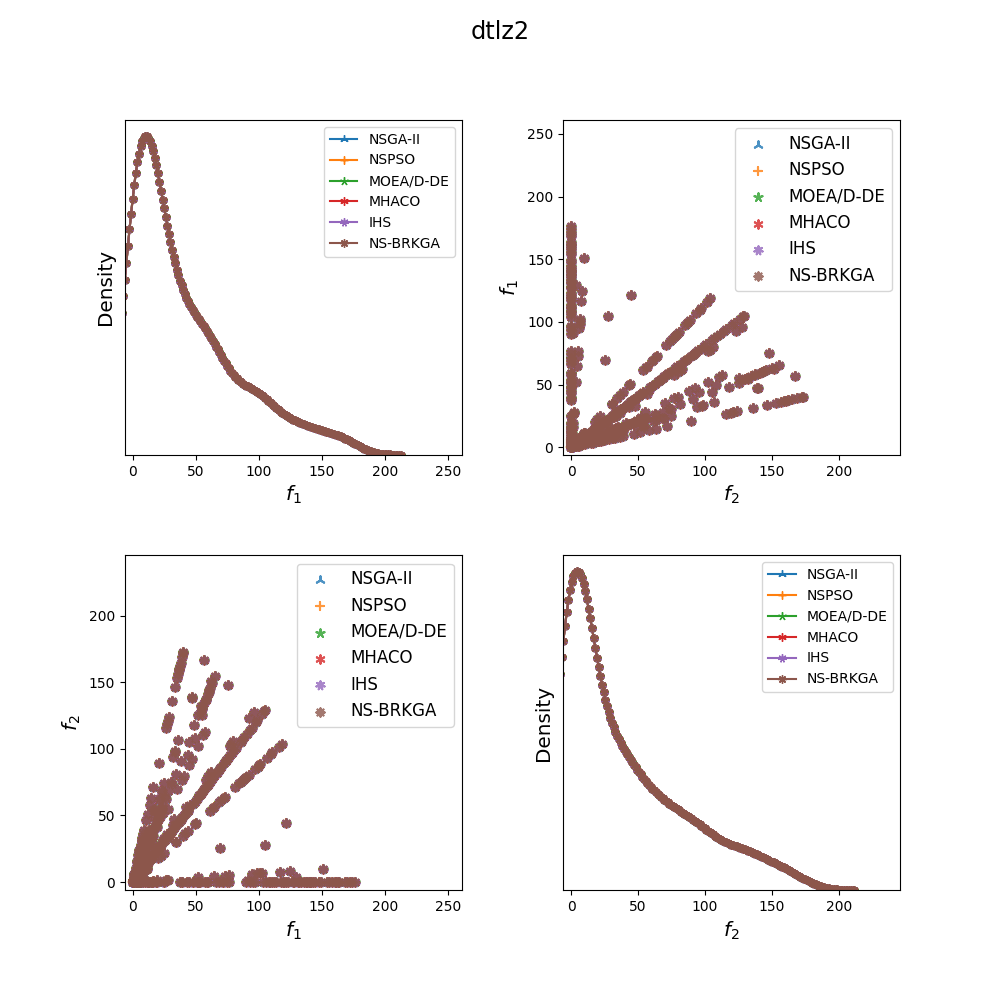 dtlz2
Density
NSGA-II
NSPSO
MOEA/D-DE
MHACO
IHS
NS-BRKGA
0 50 100 150 200 250
f1
f1
250
200
150
100
50
0
NSGA-II
NSPSO
MOEA/D-DE
MHACO
IHS
NS-BRKGA
0 50 100 150 200
f2
f2
200
150
100
50
0
NSGA-II
NSPSO
MOEA/D-DE
MHACO
IHS
NS-BRKGA
0 50 100 150 200 250
f1
Density
NSGA-II
NSPSO
MOEA/D-DE
MHACO
IHS
NS-BRKGA
0 50 100 150 200
f2